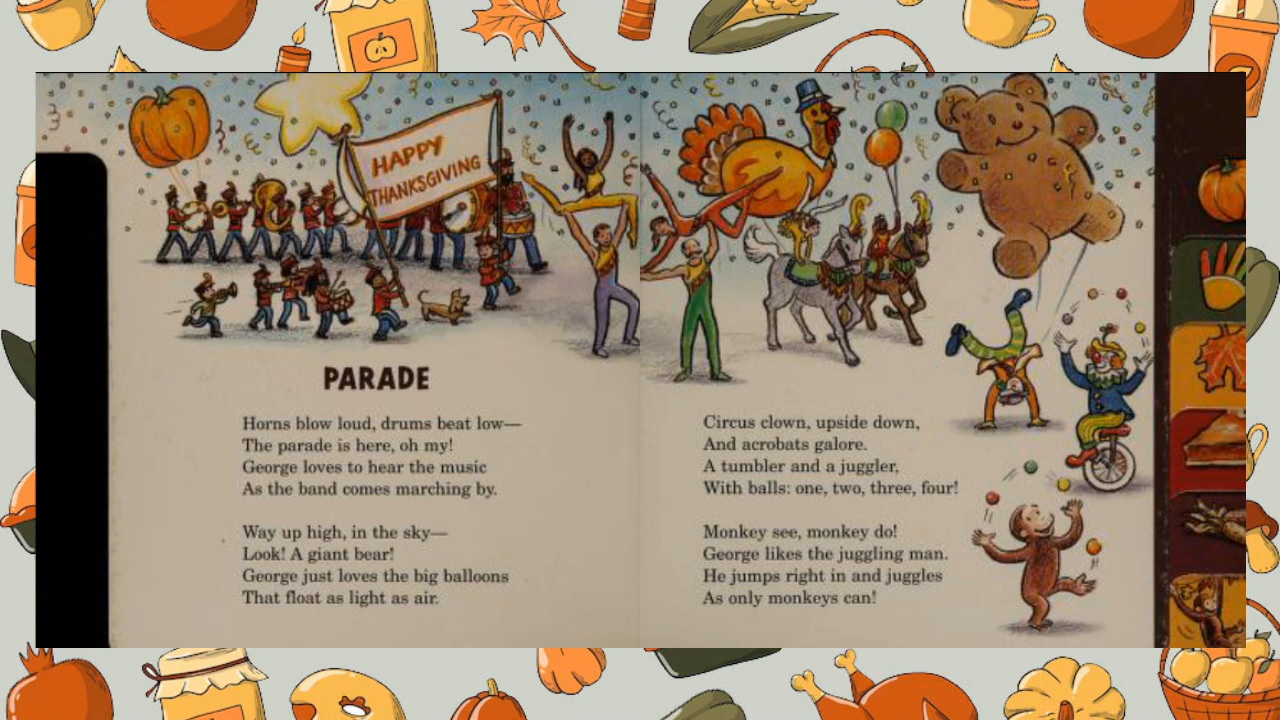 HAPPY
THANKSGIVING
PARADE
Horns blow loud, drums beat low—
The parade is here, oh my!
George loves to hear the music
As the band comes marching by.
Way up high, in the sky—
Look! A giant bear!
George just loves the big balloons
That float as light as air.
Circus clown, upside down,
And acrobats galore.
A tumbler and a juggler,
With balls: one, two, three, four!
Monkey see, monkey do!
George likes the juggling man.
He jumps right in and juggles
As only monkeys can!